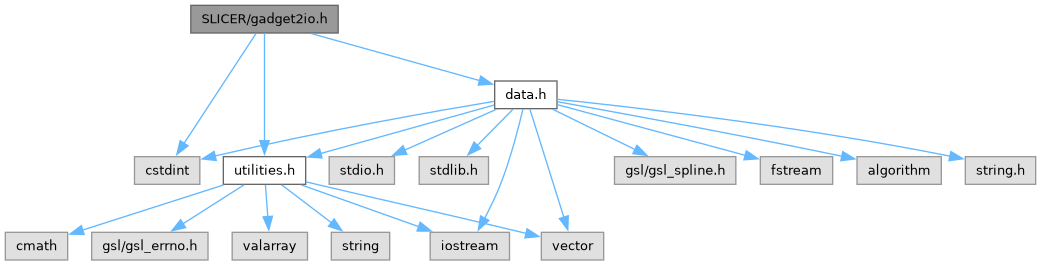 SLICER/gadget2io.h
data.h
cstdint
utilities.h
stdio.h
stdlib.h
gsl/gsl_spline.h
fstream
algorithm
string.h
cmath
gsl/gsl_errno.h
valarray
string
iostream
vector